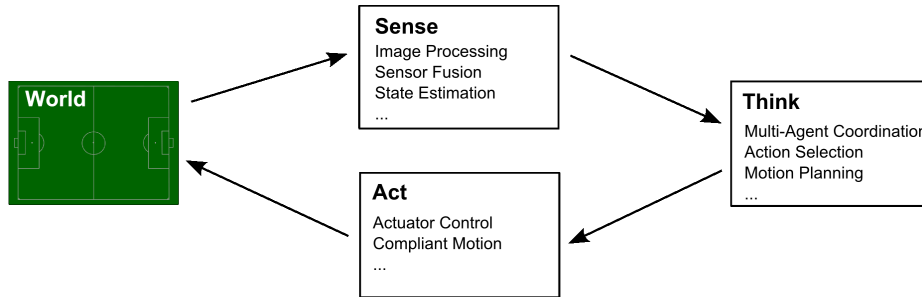 World
Sense
Image Processing
Sensor Fusion
State Estimation
...
Think
Multi-Agent Coordination
Action Selection
Motion Planning
...
Act
Actuator Control
Compliant Motion
...